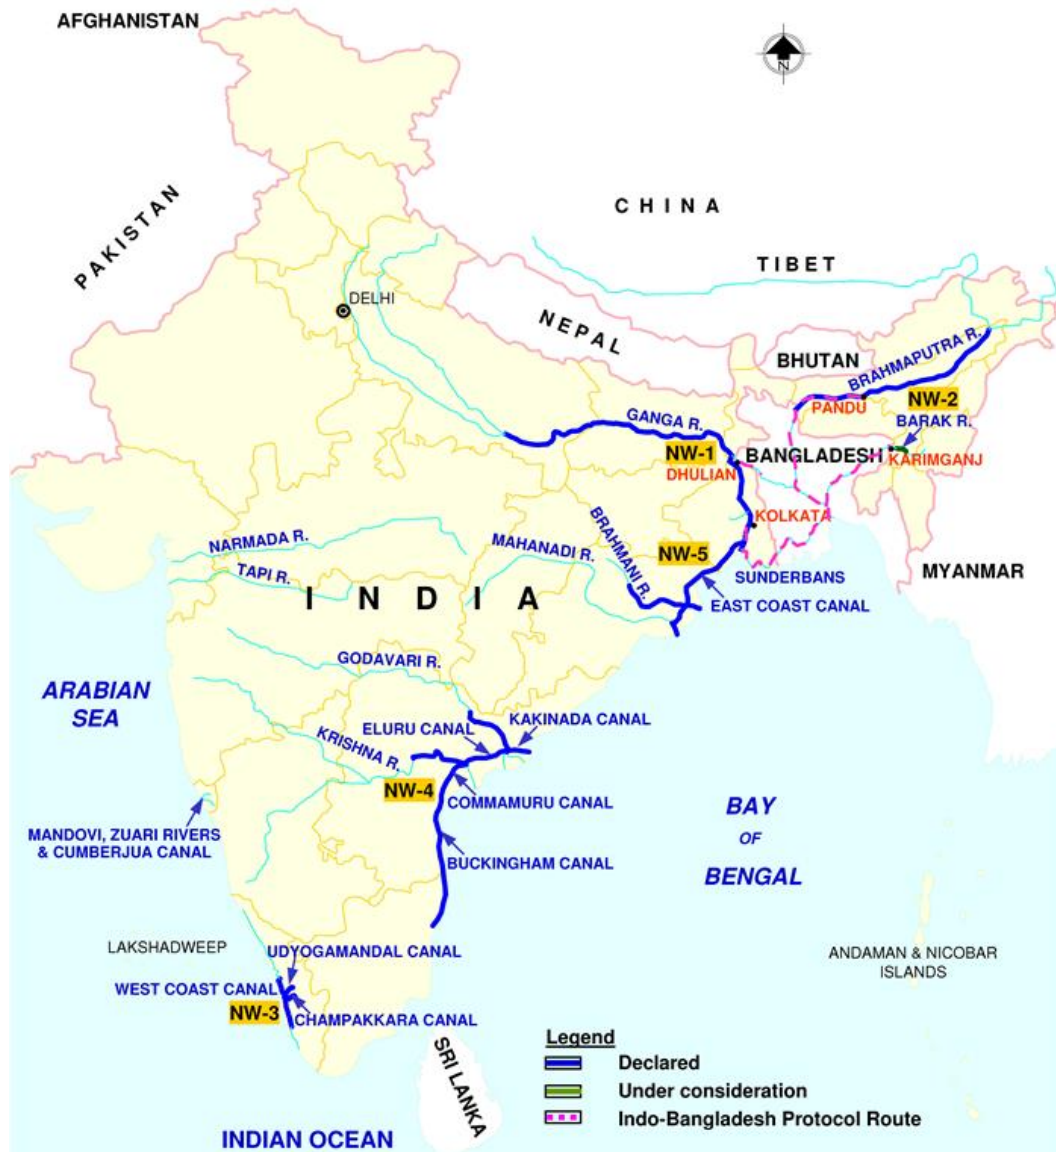 AFGHANISTAN
N
PAKISTAN
CHINA
TIBET
DELHI
NEPAL
BHUTAN
BRAHMAPUTRA R.
PANDU
NW-2
GANGA R.
BARAK R.
NW-1
BANGLADESH
KARIMGANJ
DHULIAN
KOLKATA
NARMADA R.
MAHANADI R.
BRAHMANI R.
NW-5
TAPI R.
SUNDERBANS
MYANMAR
INDIA
EAST COAST CANAL
GODAVARI R.
ARABIAN
SEA
KAKINADA CANAL
ELURU CANAL
KRISHNA R.
NW-4
COMMAMURU CANAL
BAY
OF
BENGAL
MANDOVI, ZUARI RIVERS
& CUMBERJUA CANAL
BUCKINGHAM CANAL
LAKSHADWEEP
UDYOGAMANDAL CANAL
ANDAMAN & NICOBAR
ISLANDS
WEST COAST CANAL
NW-3
CHAMPAKKARA CANAL
SRI LANKA
Legend
Declared
Under consideration
Indo-Bangladesh Protocol Route
INDIAN OCEAN